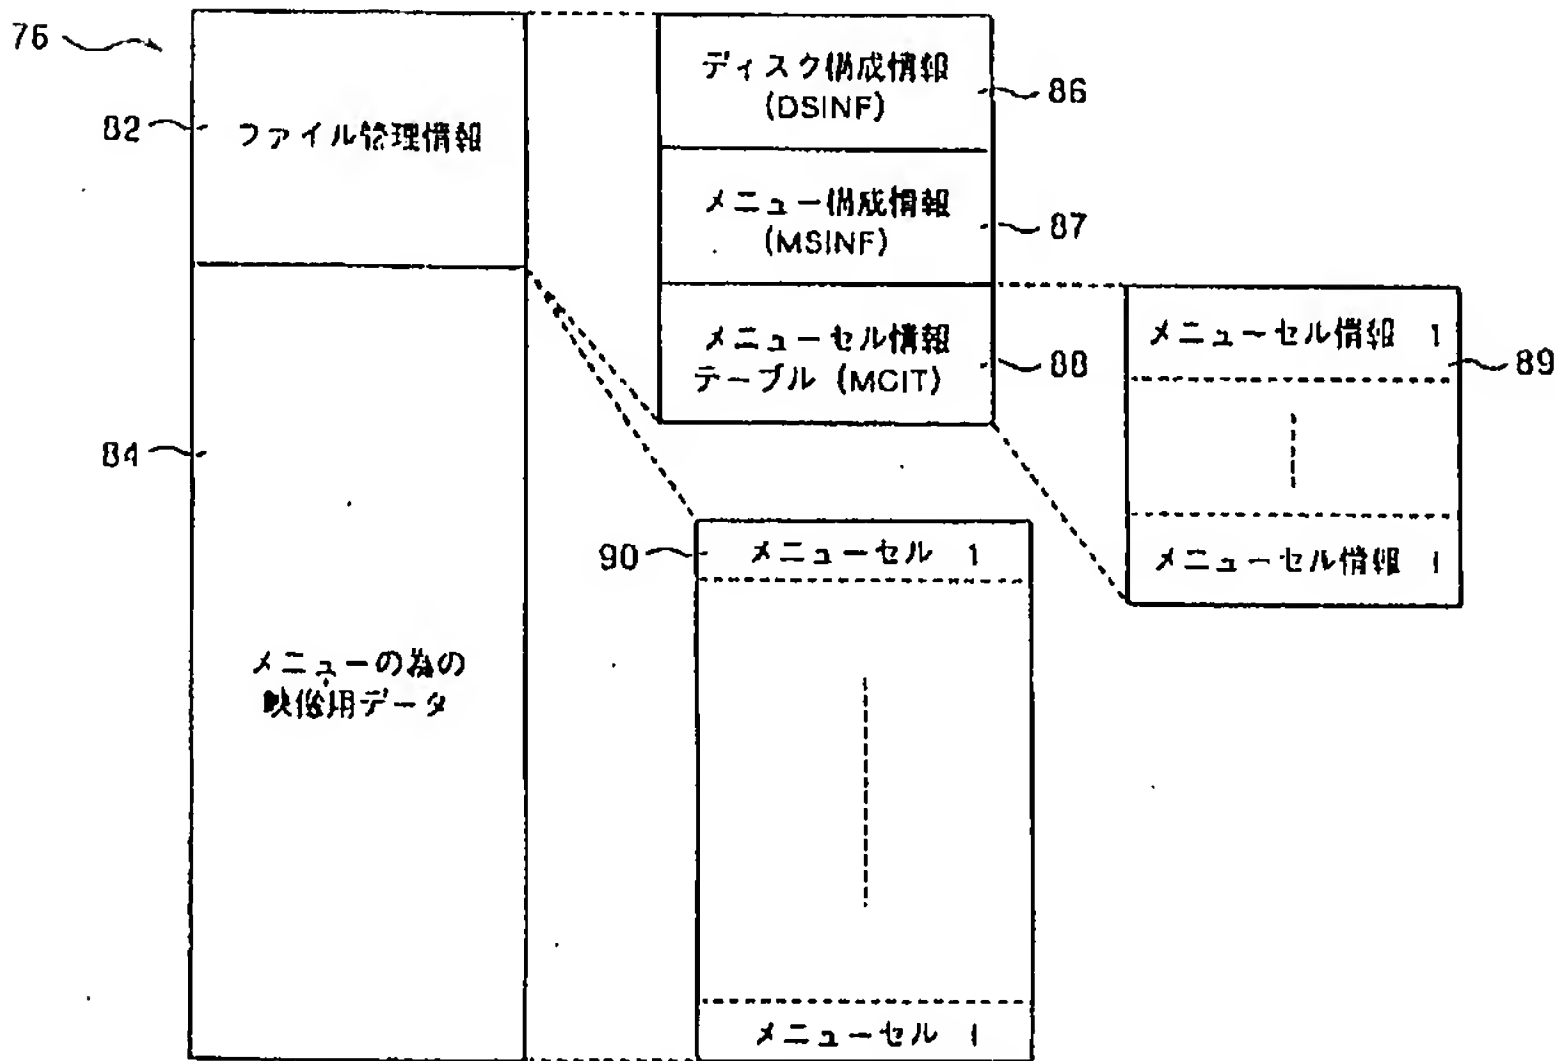 76
82
ファイル管理情報
84
メニューの為の
映像用データ
ディスク構成情報
(DSINF)
86
メニュー構成情報
(MSINF)
87
メニューセル情報
テーブル (MCIT)
88
メニューセル情報 1
89
メニューセル情報 i
90
メニューセル 1
メニューセル i